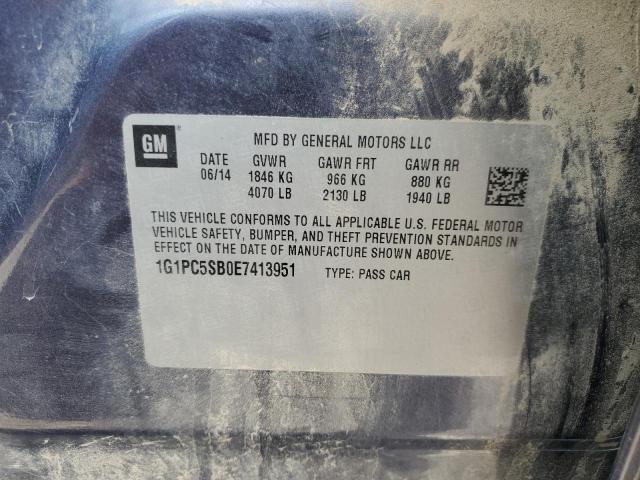 GM
MFD BY GENERAL MOTORS LLC
DATE GVWR GAWR FRT GAWR RR
06/14 1846 KG 966 KG 880 KG
4070 LB 2130 LB 1940 LB
THIS VEHICLE CONFORMS TO ALL APPLICABLE U.S. FEDERAL MOTOR
VEHICLE SAFETY, BUMPER, AND THEFT PREVENTION STANDARDS IN
EFFECT ON THE DATE OF MANUFACTURE SHOWN ABOVE.
1G1PC5SB0E7413951 TYPE: PASS CAR